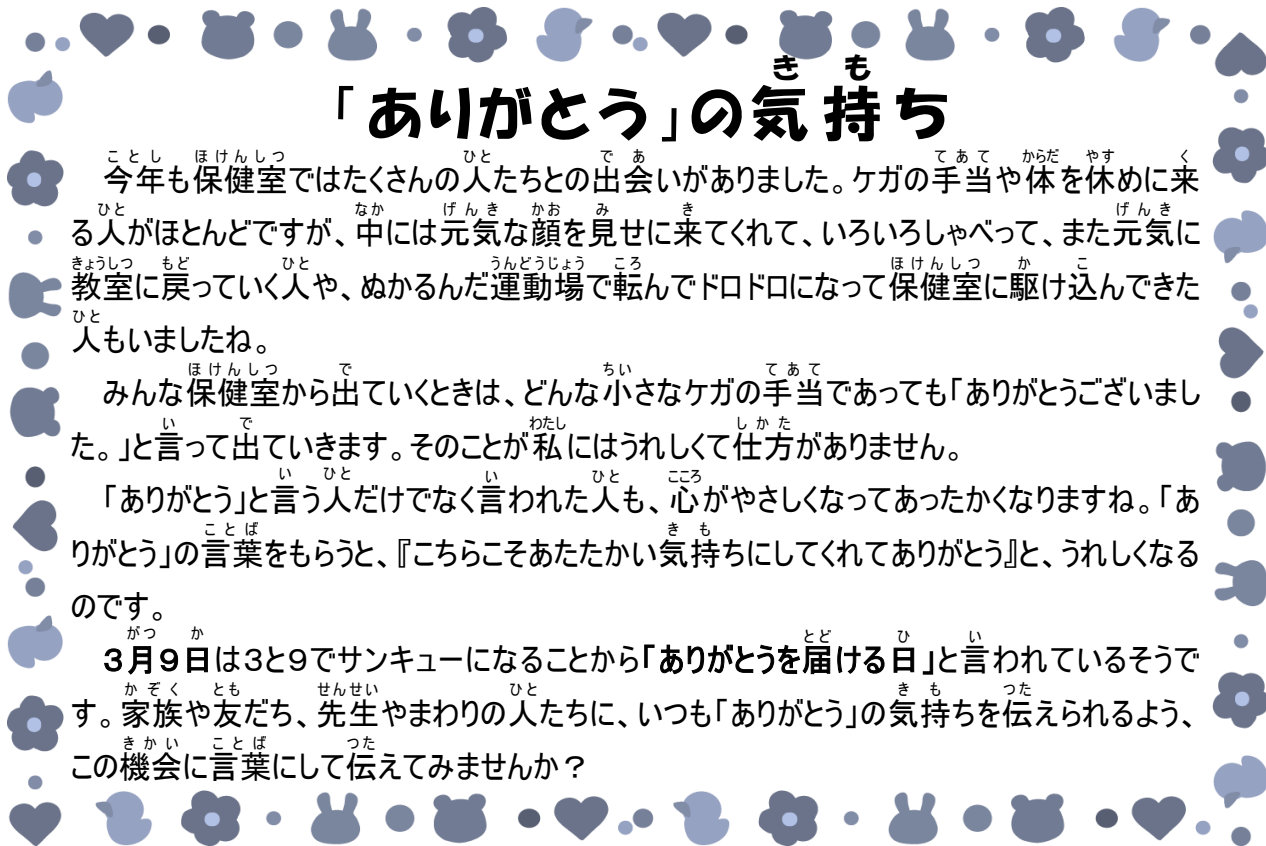 「ありがとう」の気持ち
今年も保健室ではたくさんの人たちとの出会いがありました。ケガの手当や体を休めに来
る人がほとんどですが、中には元気な顔を見せに来てくれて、いろいろしゃべって、また元気に
教室に戻っていく人や、ぬかるんだ運動場で転んでドロドロになって保健室に駆け込んできた
人もいましたね。
みんな保健室から出ていくときは、どんな小さなケガの手当であっても「ありがとうございまし
た。」と言って出ていきます。そのことが私にはうれしくて仕方がありません。
「ありがとう」と言う人だけでなく言われた人も、心がやさしくなってあったかくなりますね。「あ
りがとう」の言葉をもらうと、『こちらこそあたたかい気持ちにしてくれてありがとう』と、うれしくなる
のです。
３月９日は３と９でサンキューになることから「ありがとうを届ける日」と言われているそうで
す。家族や友だち、先生やまわりの人たちに、いつも「ありがとう」の気持ちを伝えられるよう、
この機会に言葉にして伝えてみませんか？